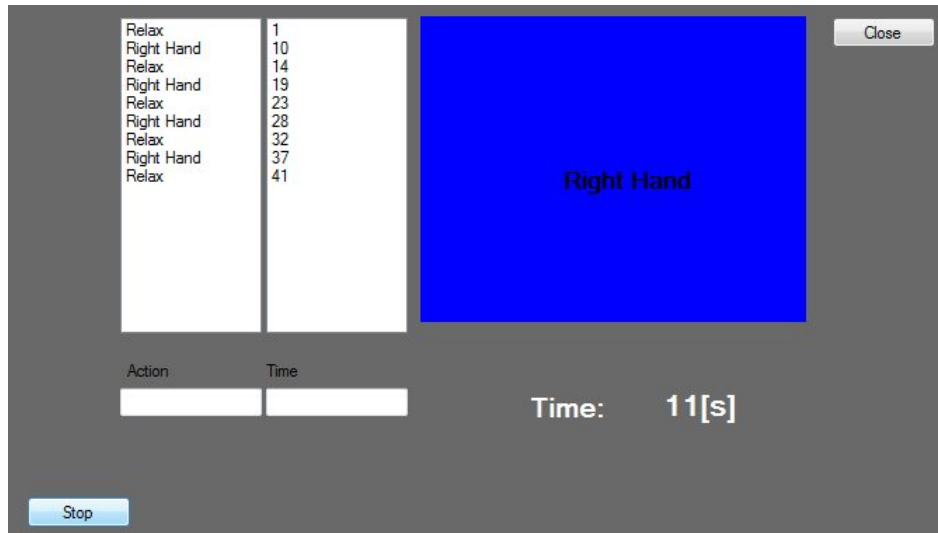 Relax 1
Right Hand 10
Relax 14
Right Hand 19
Relax 23
Right Hand 28
Relax 32
Right Hand 37
Relax 41
Right Hand
Close
Action Time
Time: 11[s]
Stop